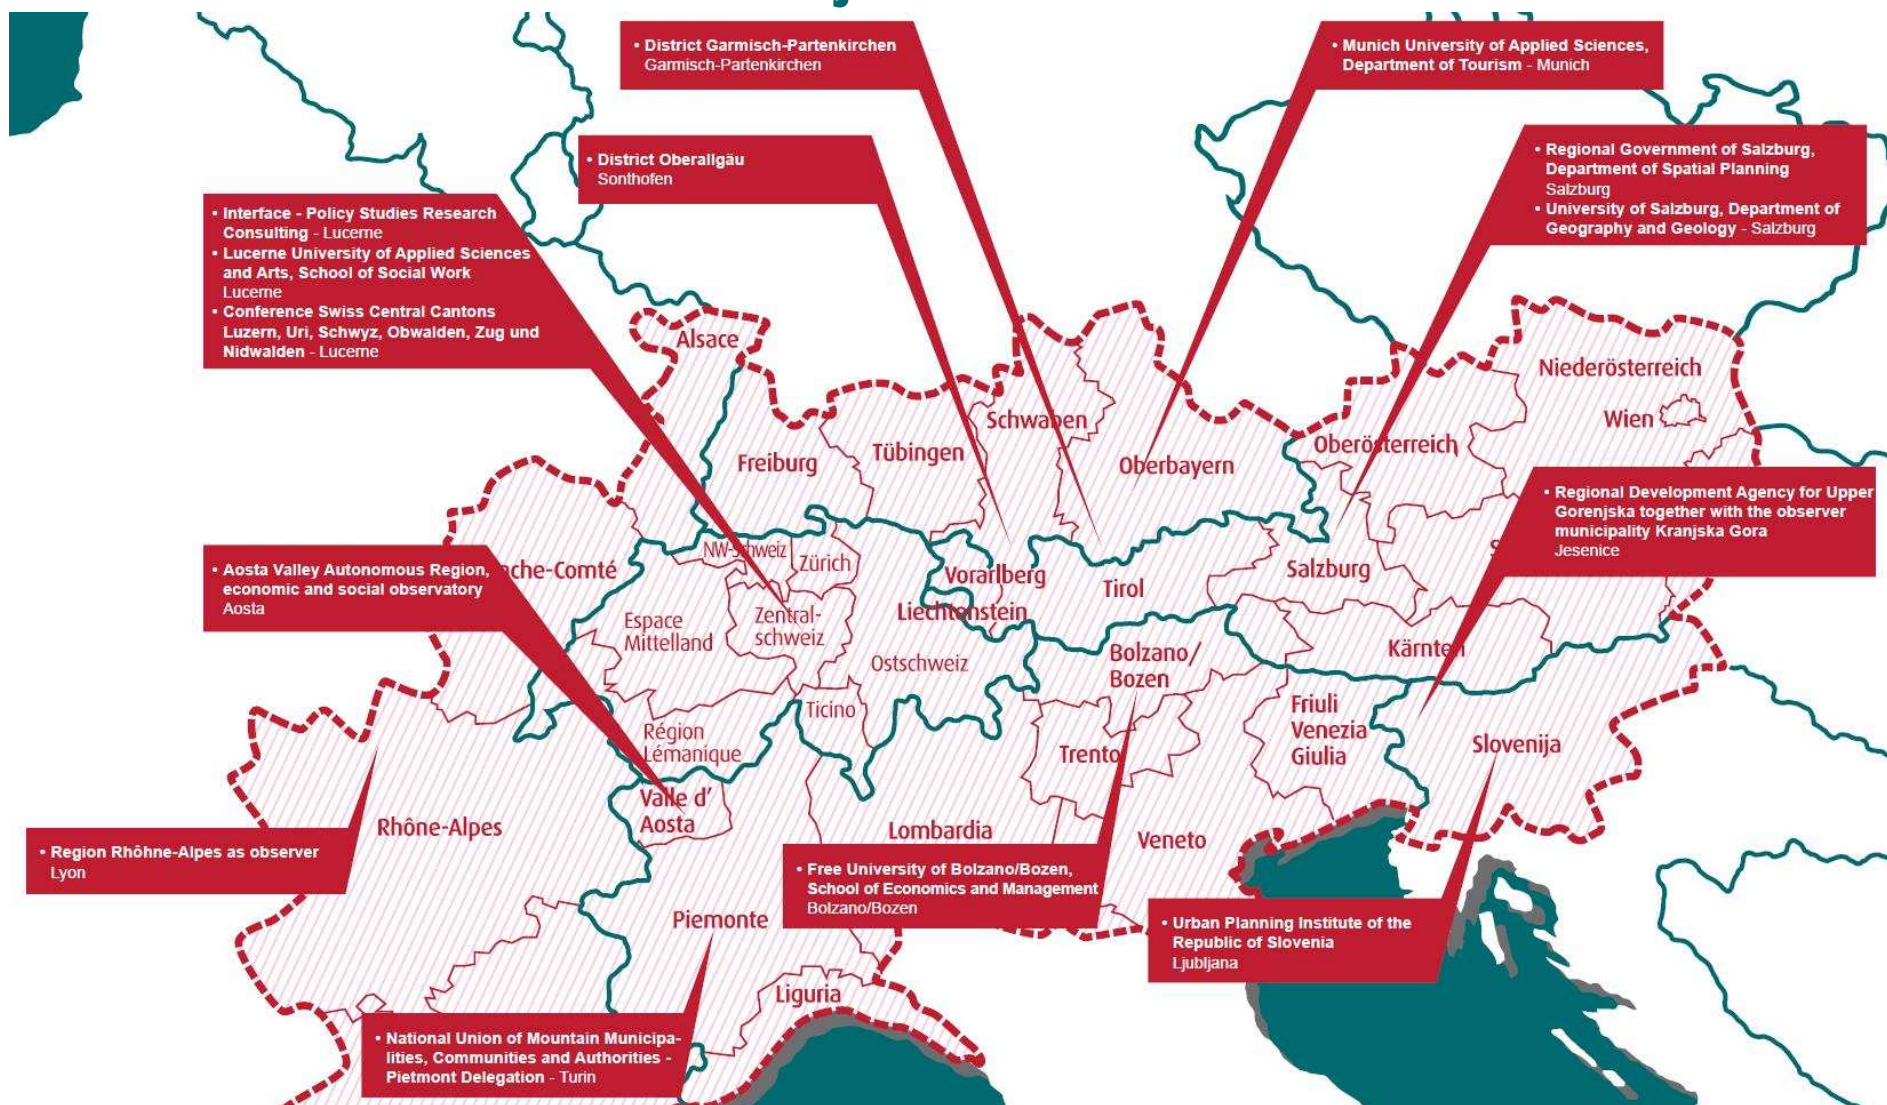 • District Garmisch-Partenkirchen
Garmisch-Partenkirchen
• Munich University of Applied Sciences,
Department of Tourism - Munich
• District Oberallgäu
Sonthofen
• Regional Government of Salzburg,
Department of Spatial Planning
Salzburg
• University of Salzburg, Department of
Geography and Geology - Salzburg
• Interface - Policy Studies Research
Consulting - Lucerne
• Lucerne University of Applied Sciences
and Arts, School of Social Work
Lucerne
• Conference Swiss Central Cantons
Luzern, Uri, Schwyz, Obwalden, Zug und
Nidwalden - Lucerne
Alsace
Niederösterreich
Wien
Schwaben
Oberösterreich
Tübingen
Freiburg
Oberbayern
• Regional Development Agency for Upper
Gorenjska together with the observer
municipality Kranjska Gora
Jesenice
NW-Schweiz
Zürich
• Aosta Valley Autonomous Region,
economic and social observatory
Aosta
che-Comté
Vorarlberg
Tirol
Salzburg
Liechtenstein
Espace
Mittelland
Zentral-
schweiz
Ostschweiz
Bolzano/
Bozen
Kärnten
Ticino
Friuli
Venezia
Giulia
Région
Lémanique
Trento
Slovenija
Valle d'
Aosta
Rhône-Alpes
Lombardia
Veneto
• Region Rhôhne-Alpes as observer
Lyon
• Free University of Bolzano/Bozen,
School of Economics and Management
Bolzano/Bozen
Piemonte
• Urban Planning Institute of the
Republic of Slovenia
Ljubljana
Liguria
• National Union of Mountain Municipa-
lities, Communities and Authorities -
Pietmont Delegation - Turin